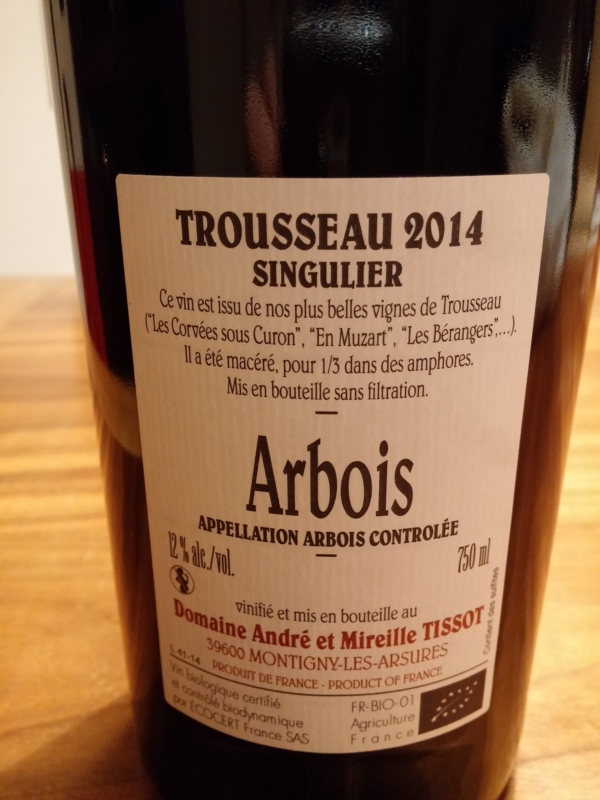 TROUSSEAU 2014
SINGULIER
Ce vin est issu de nos plus belles vignes de Trousseau
("Les Corvées sous Curon", "En Muzart", "Les Bérangers",...).
Il a été macéré, pour 1/3 dans des amphores.
Mis en bouteille sans filtration.
Arbois
APPELLATION ARBOIS CONTROLÉE
12 % alc./vol.
750 ml
vinifié et mis en bouteille au
Domaine André et Mireille TISSOT
39600 MONTIGNY-LES-ARSURES
L 41-14
PRODUIT DE FRANCE - PRODUCT OF FRANCE
Contient des sulfites
Vin biologique certifié
et contrôlé biodynamique
par ECOCERT France SAS
FR-BIO-01
Agriculture
France